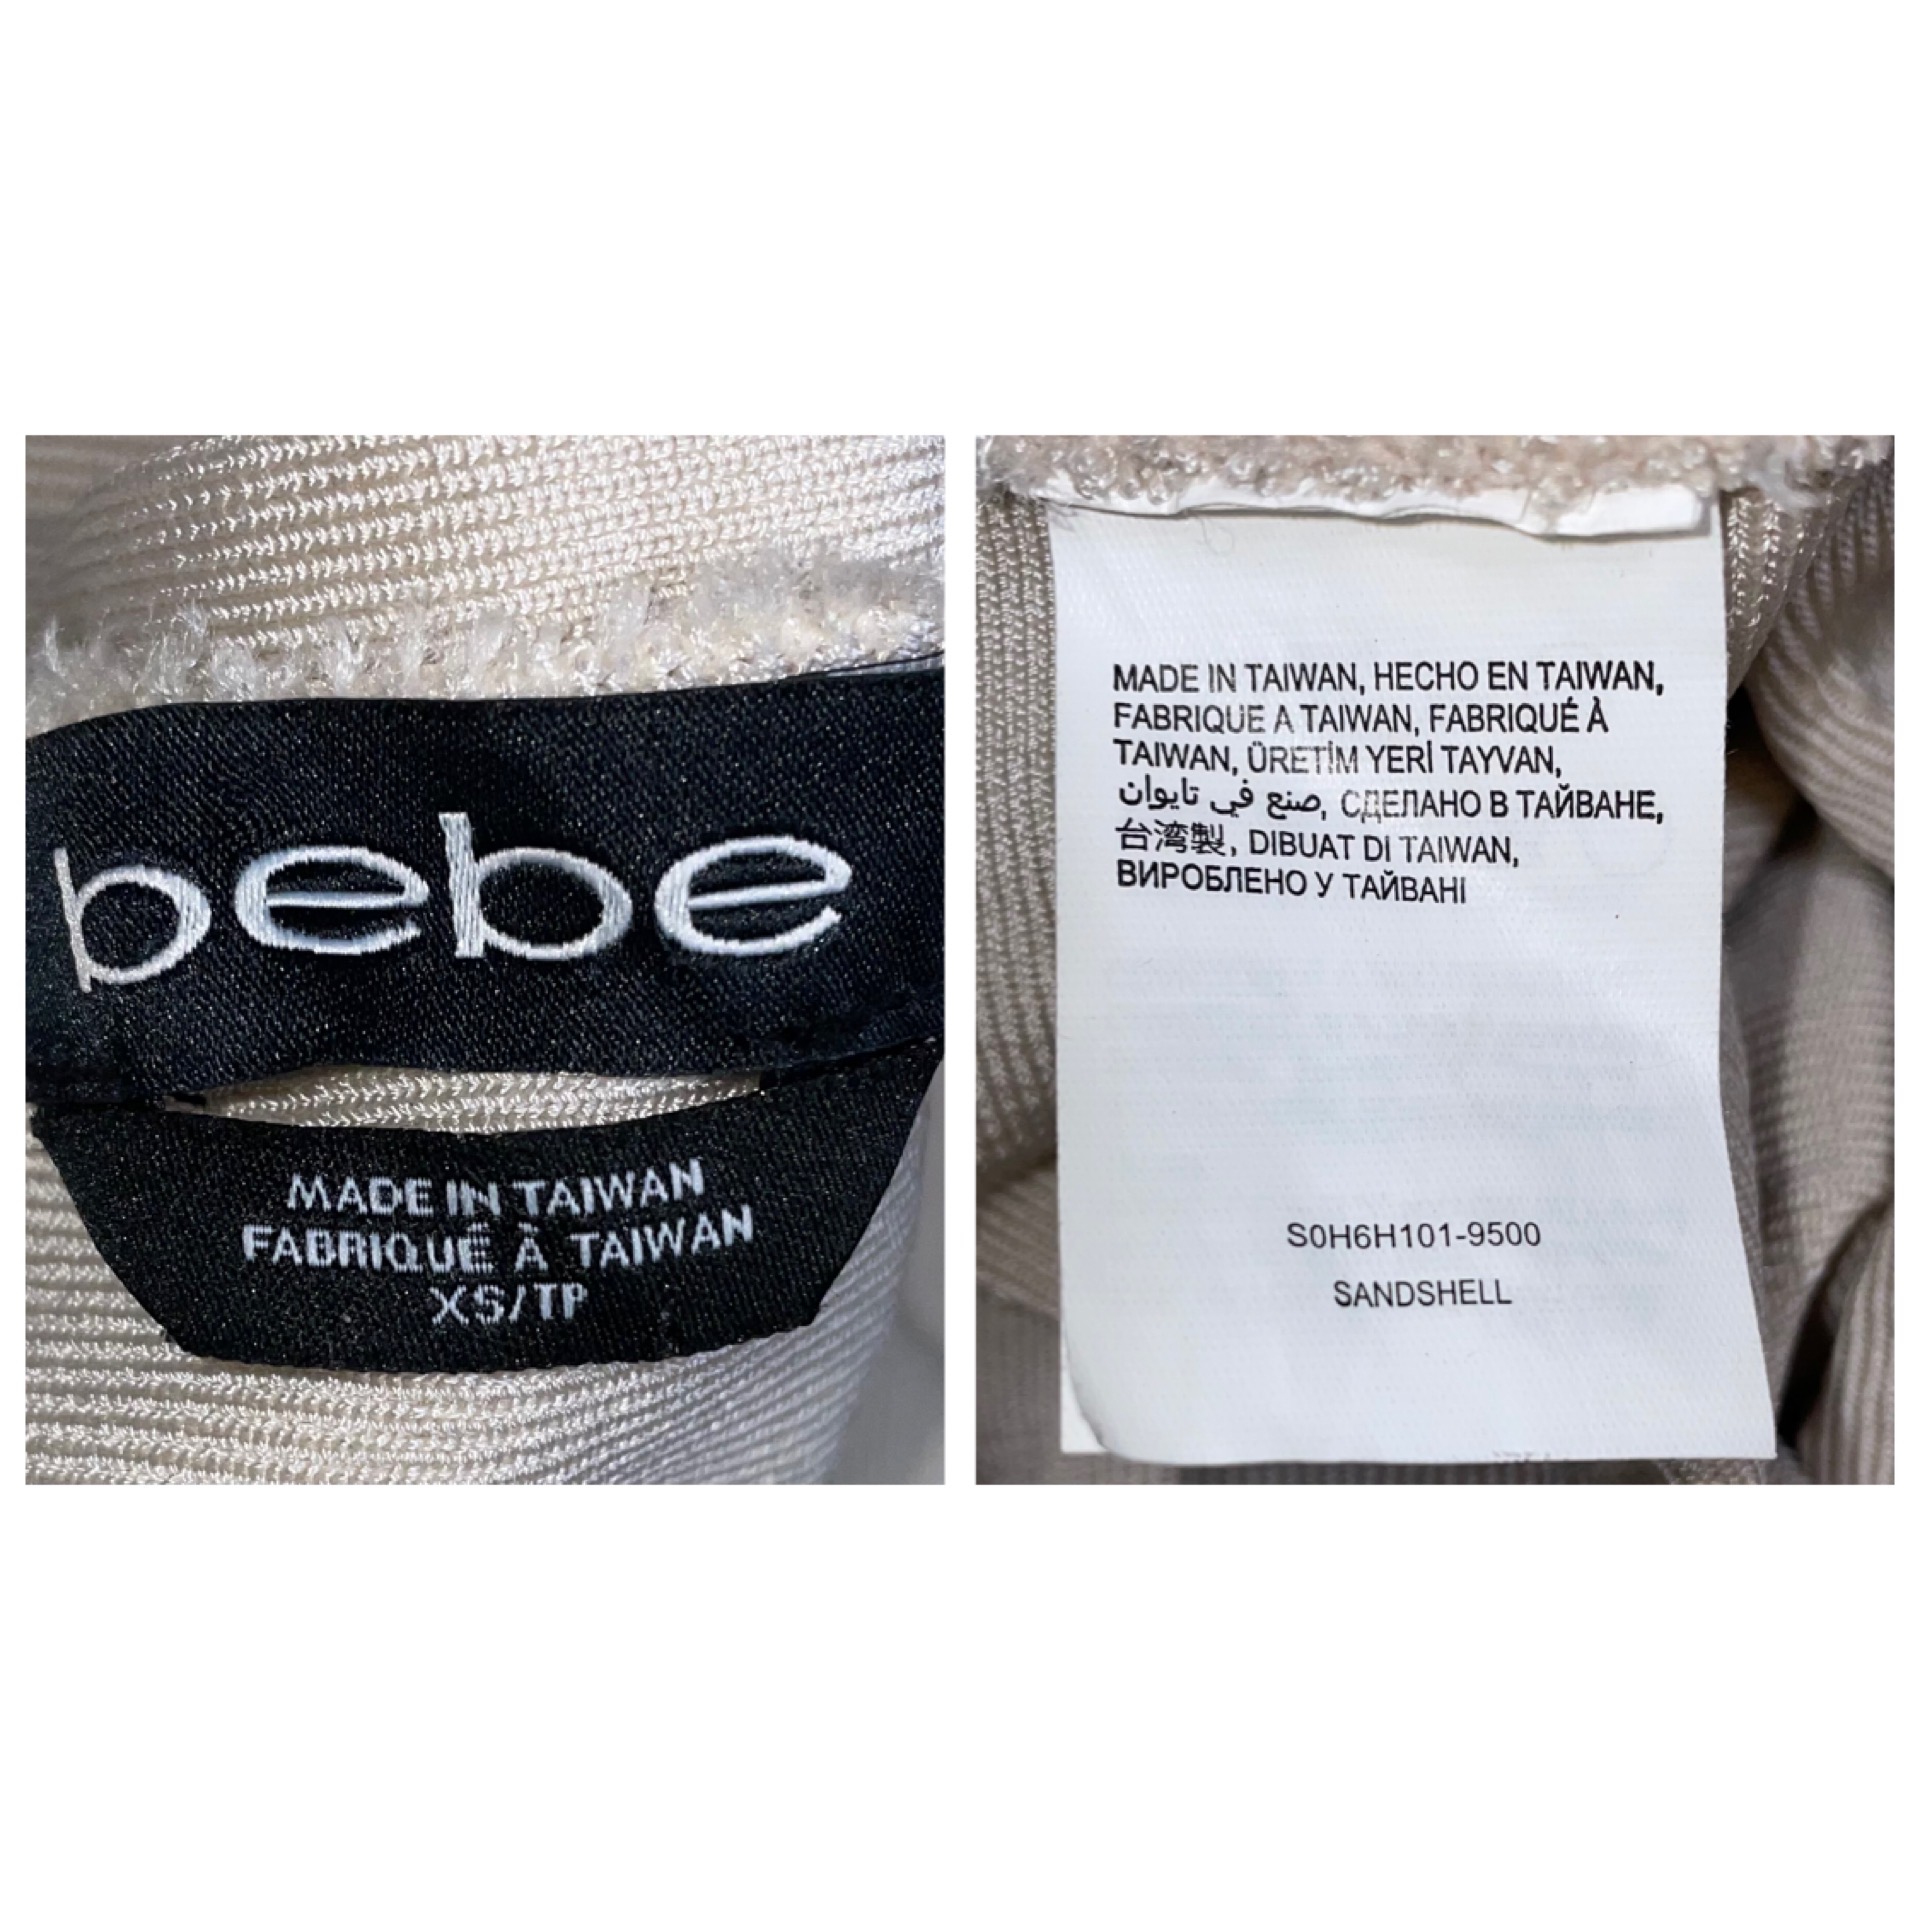 bebe
MADE IN TAIWAN
FABRIQUÉ À TAIWAN
XS/TP
MADE IN TAIWAN, HECHO EN TAIWAN,
FABRIQUE A TAIWAN, FABRIQUÉ À
TAIWAN, ÜRETİM YERİ TAYVAN,
صنع في تايوان, СДЕЛАНО В ТАЙВАНЕ,
台湾製, DIBUAT DI TAIWAN,
ВИРОБЛЕНО У ТАЙВАНІ
S0H6H101-9500
SANDSHELL